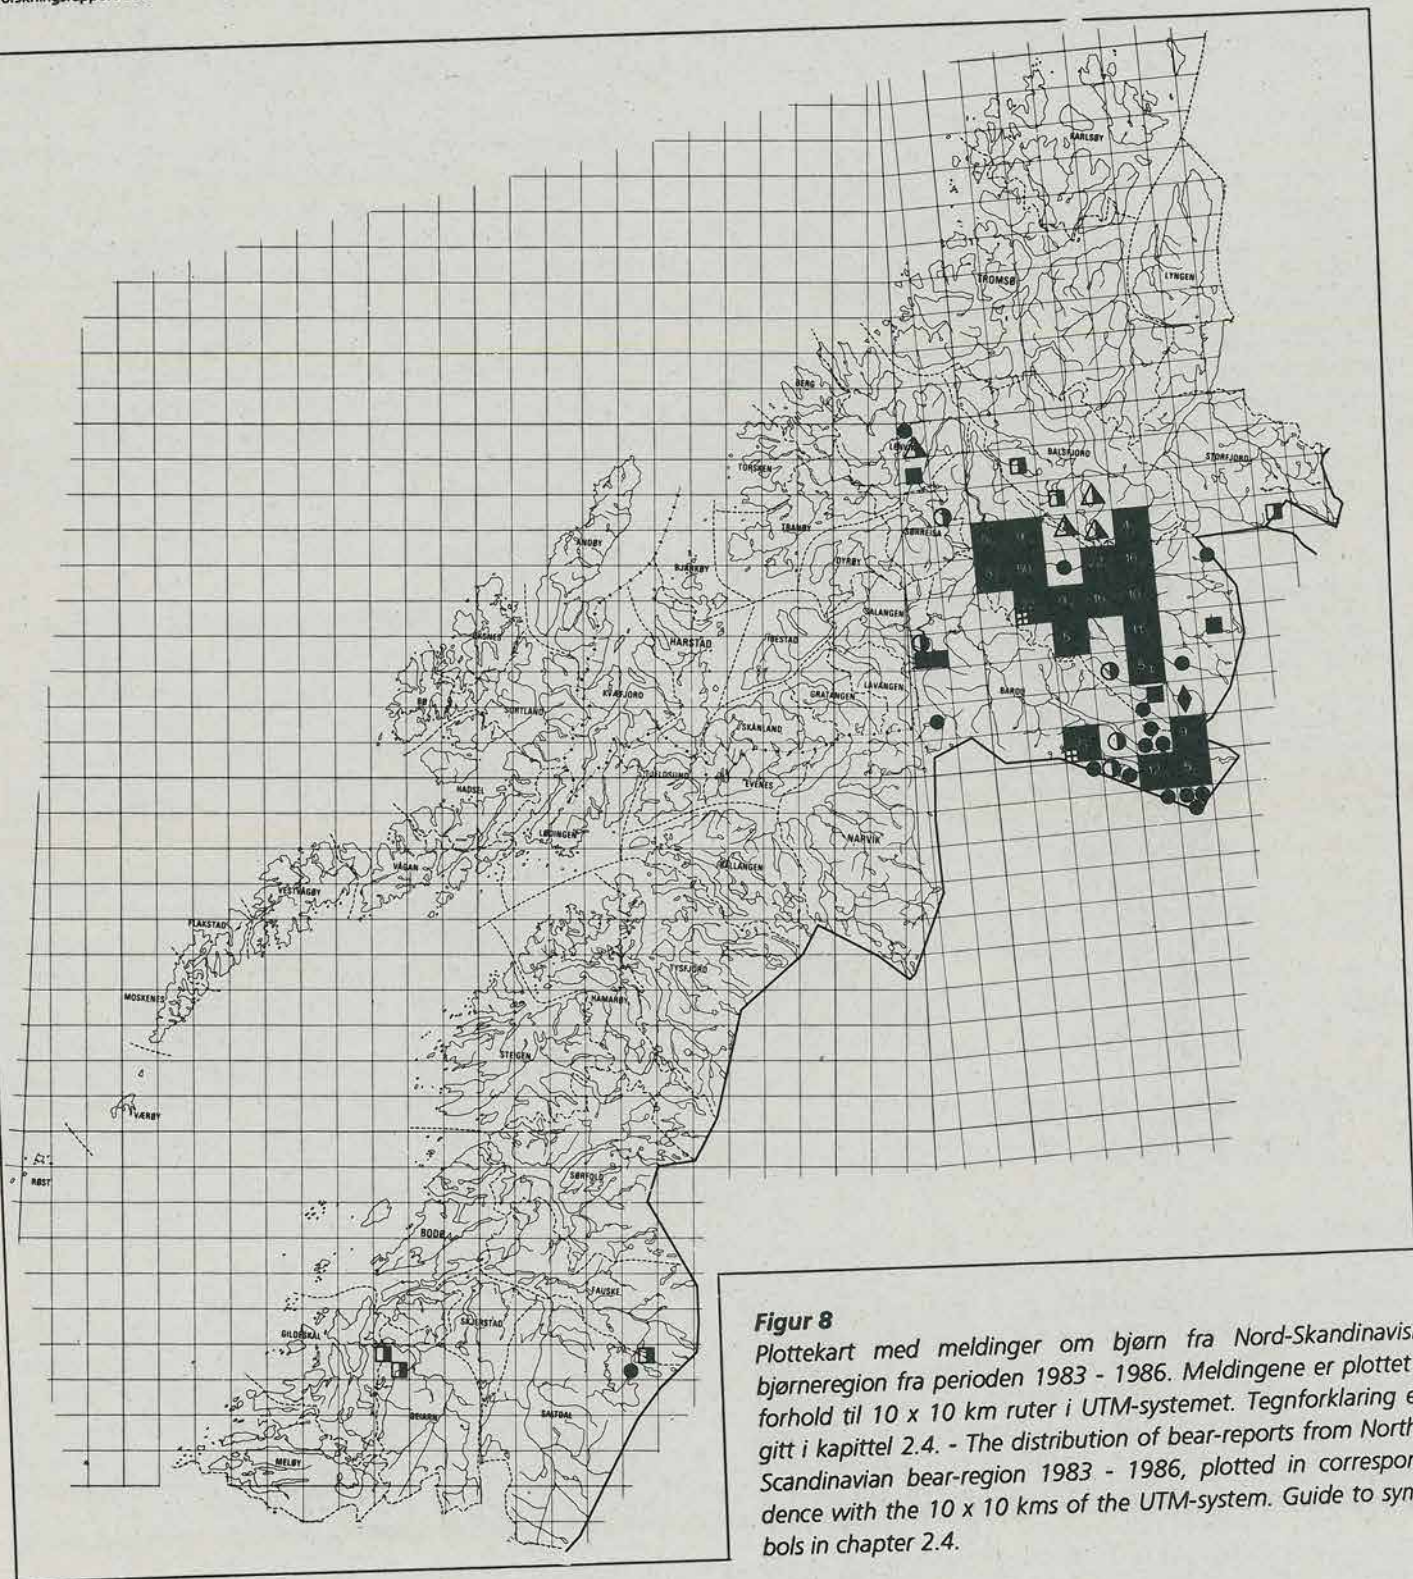 KARLSØY
TROMSØ
LYNGEN
BERG
LENVIK
BALSFJORD
STORFJORD
TORSKEN
TRANØY
SØRREISA
ANDØY
DYRØY
BJARKØY
SALANGEN
HARSTAD
IBESTAD
LAVANGEN
GRATANGEN
BARDU
KVÆFJORD
BØ
SORTLAND
SKÅNLAND
TJELDSUND
EVENES
HADSEL
LØDINGEN
NARVIK
BALLANGEN
VÅGAN
VESTVÅGØY
FLAKSTAD
TYSFJORD
MOSKENES
HAMARØY
STEIGEN
VÆRØY
SØRFOLD
RØST
BODØ
FAUSKE
SKJERSTAD
GILDESKÅL
BEIARN
SALTDAL
MELØY
Figur 8
Plottekart med meldinger om bjørn fra Nord-Skandinavis
bjørneregion fra perioden 1983 - 1986. Meldingene er plottet
forhold til 10 x 10 km ruter i UTM-systemet. Tegnforklaring e
gitt i kapittel 2.4. - The distribution of bear-reports from North
Scandinavian bear-region 1983 - 1986, plotted in correspon
dence with the 10 x 10 kms of the UTM-system. Guide to sym
bols in chapter 2.4.